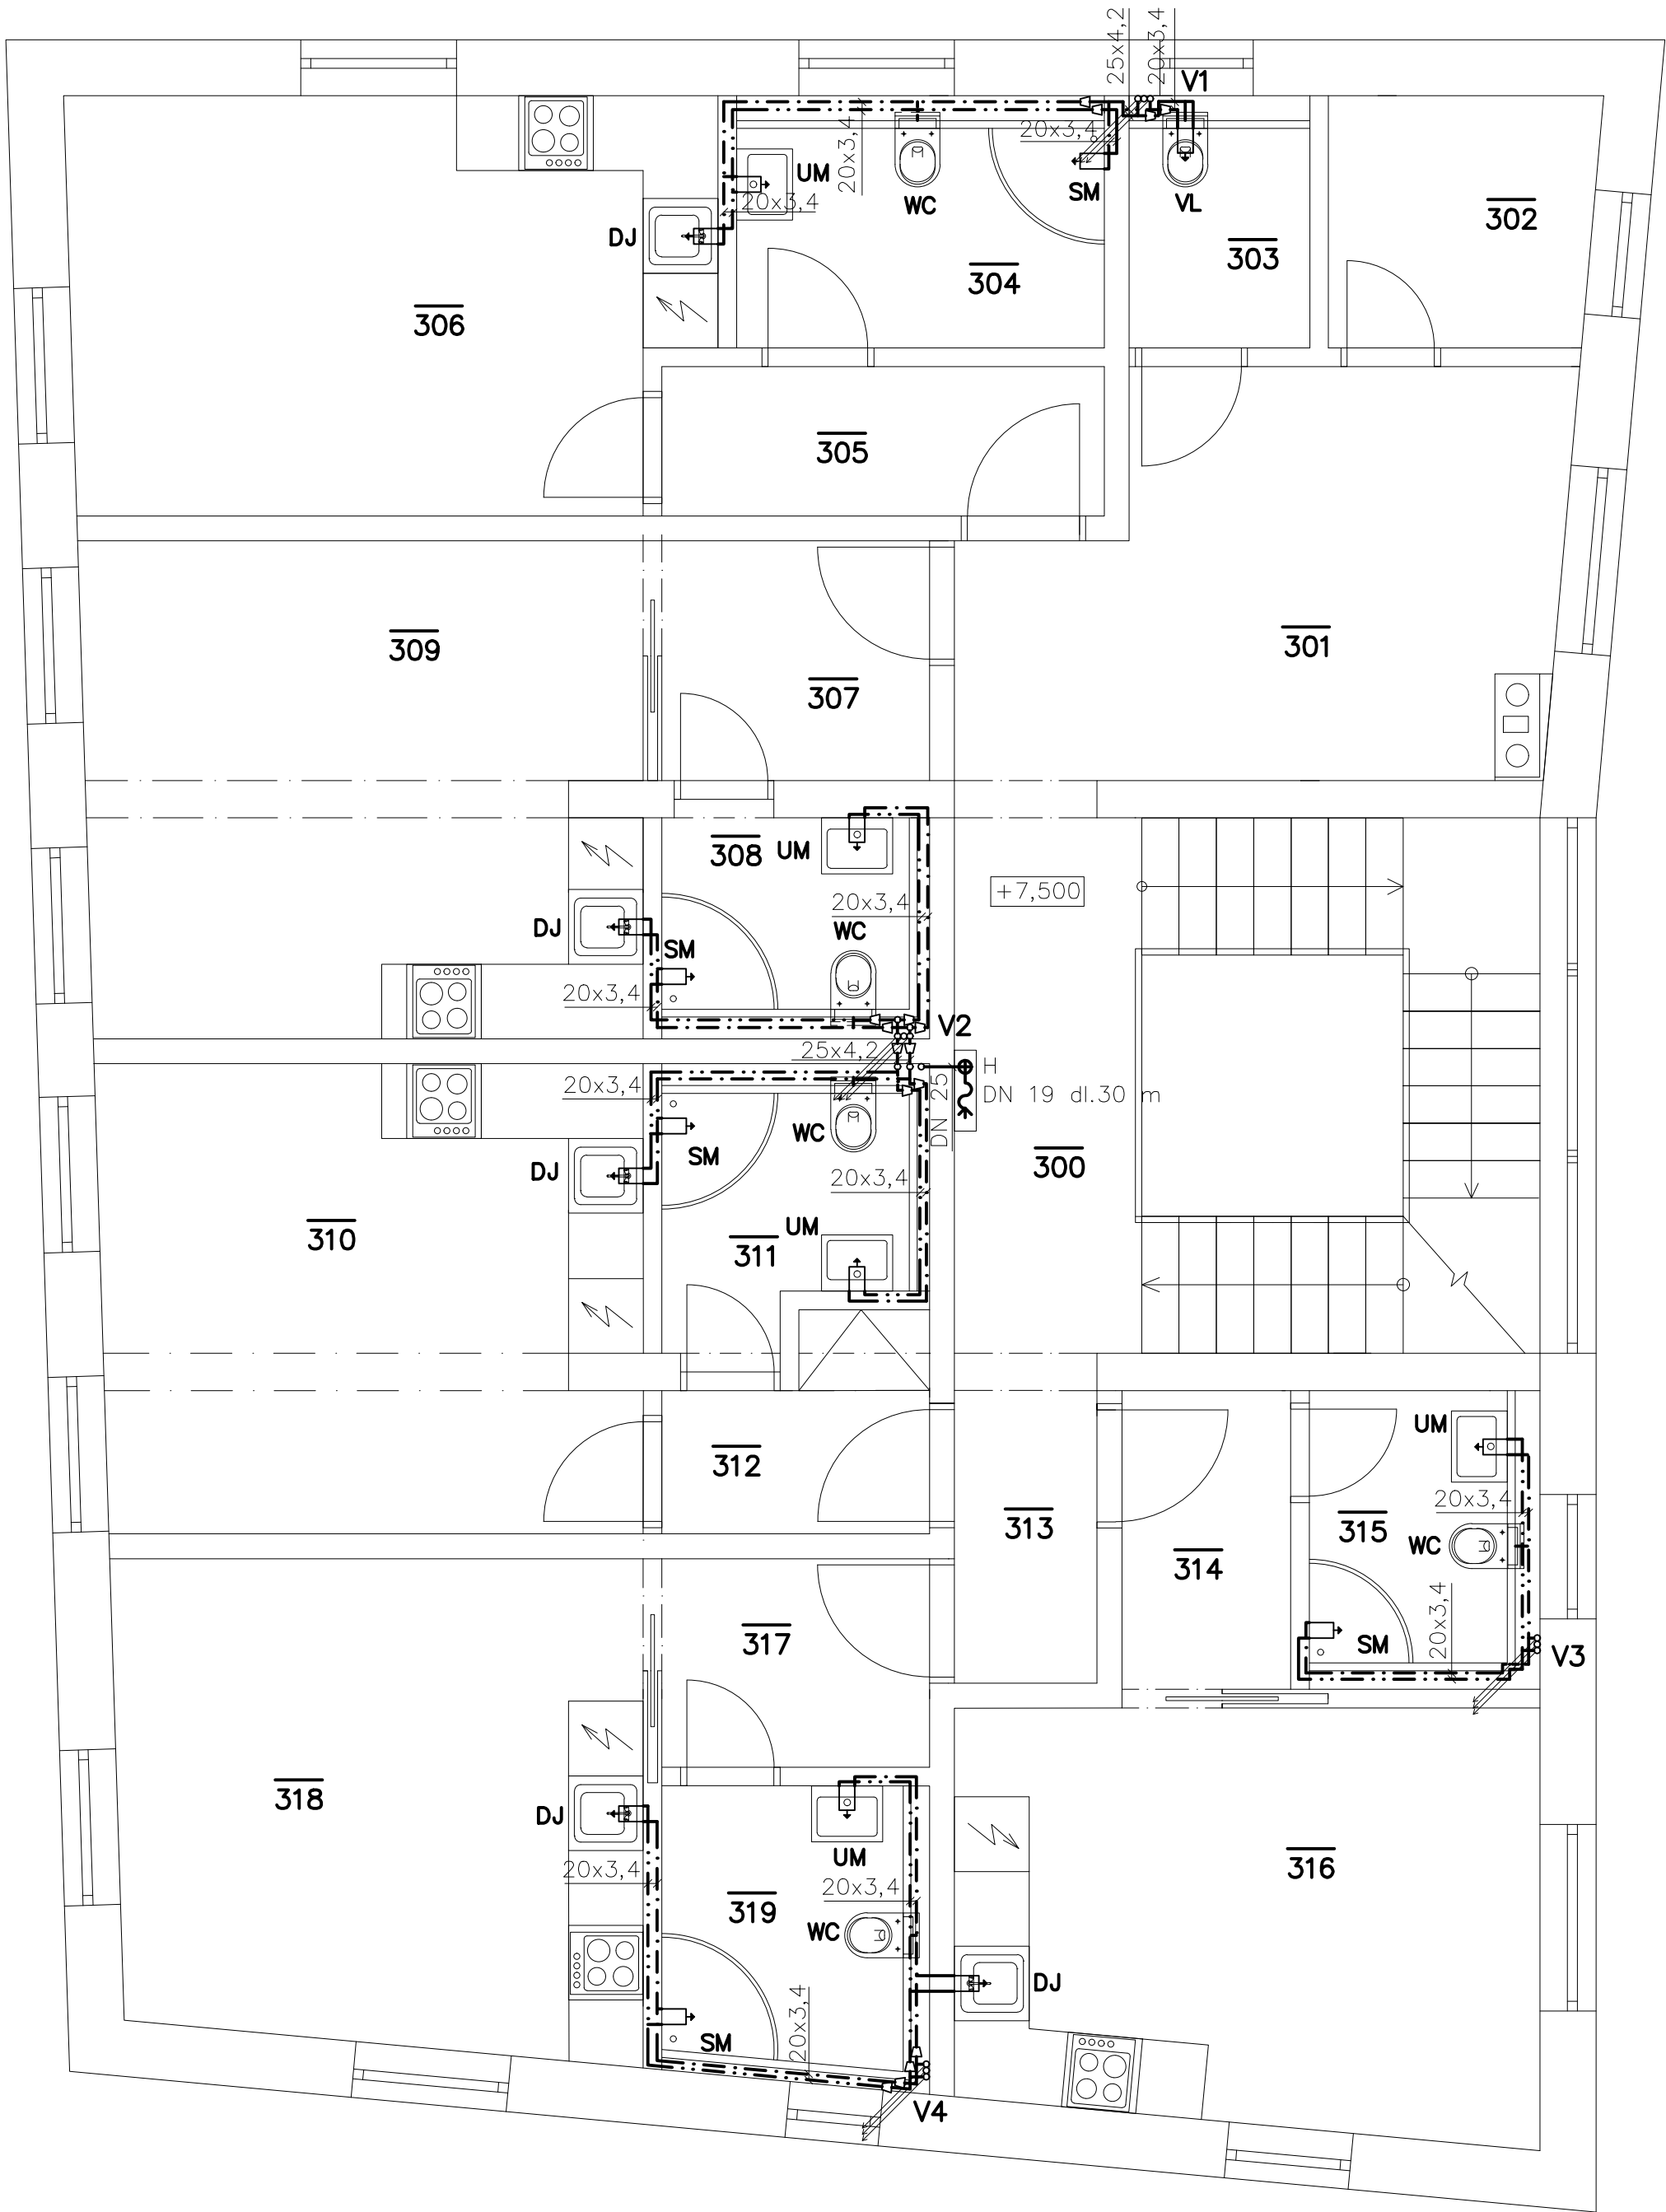 25x4,2
20x3,4
V1
20x3,4
20x3,4
UM
WC
SM
VL
20x3,4
DJ
302
303
304
306
305
309
301
307
308
UM
+7,500
20x3,4
WC
DJ
SM
20x3,4
V2
25x4,2
H
20x3,4
DN 25
DN 19 dl.30 m
WC
SM
300
DJ
20x3,4
310
UM
311
UM
312
20x3,4
313
315
WC
314
20x3,4
317
SM
V3
318
DJ
UM
316
20x3,4
20x3,4
319
WC
DJ
20x3,4
SM
V4